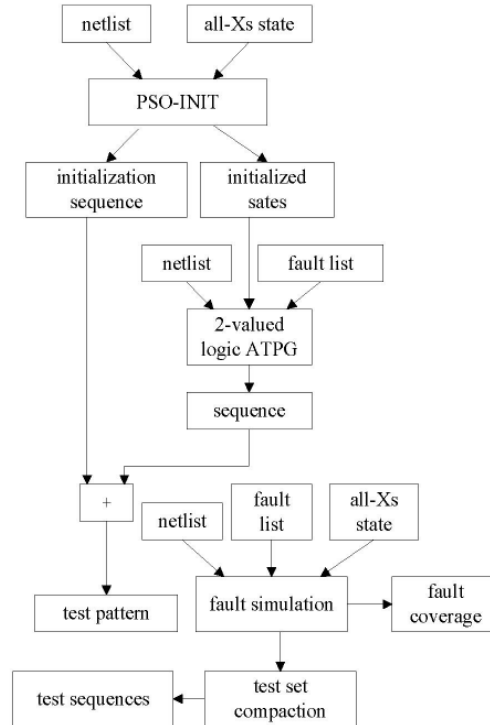 netlist
all-Xs state
PSO-INIT
initialization
sequence
initialized
sates
netlist
fault list
2-valued
logic ATPG
sequence
+
netlist
fault
list
all-Xs
state
test pattern
fault simulation
fault
coverage
test sequences
test set
compaction